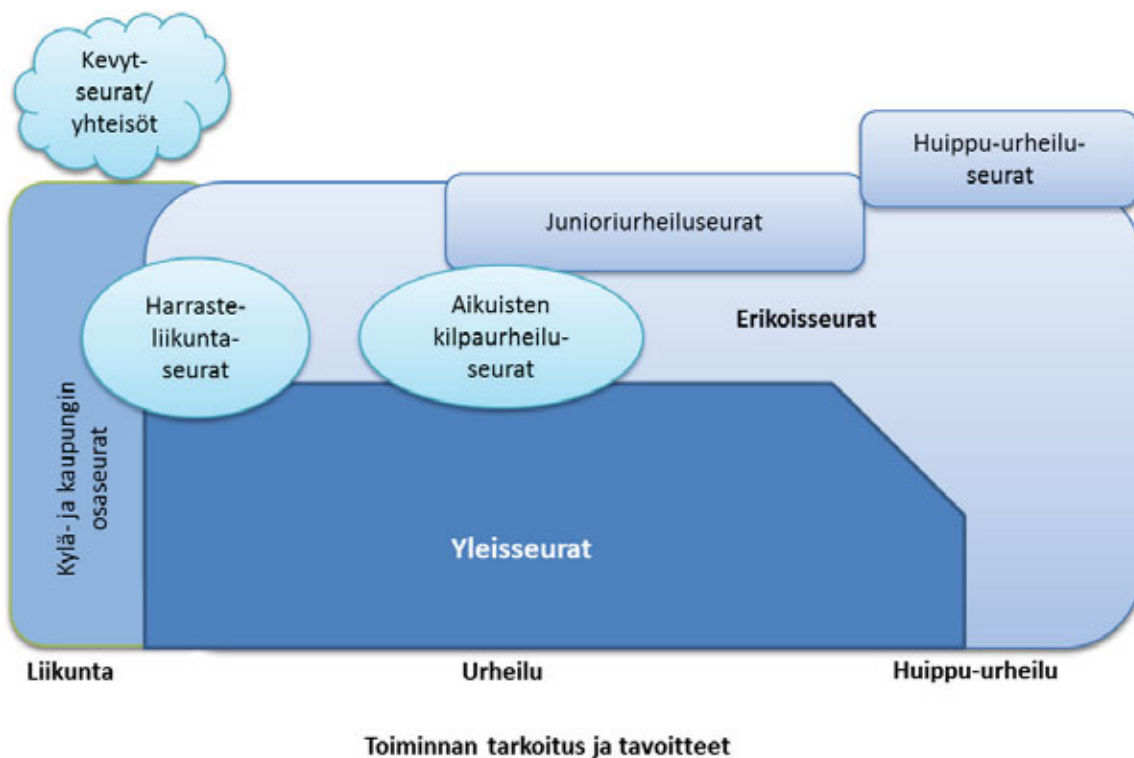 Kevyt-
seurat/
yhteisöt
Huippu-urheilu-
seurat
Junioriurheiluseurat
Harraste-
liikunta-
seurat
Aikuisten
kilpaurheilu-
seurat
Erikoisseurat
Kylä- ja kaupungin
osaseurat
Yleisseurat
Liikunta
Urheilu
Huippu-urheilu
Toiminnan tarkoitus ja tavoitteet